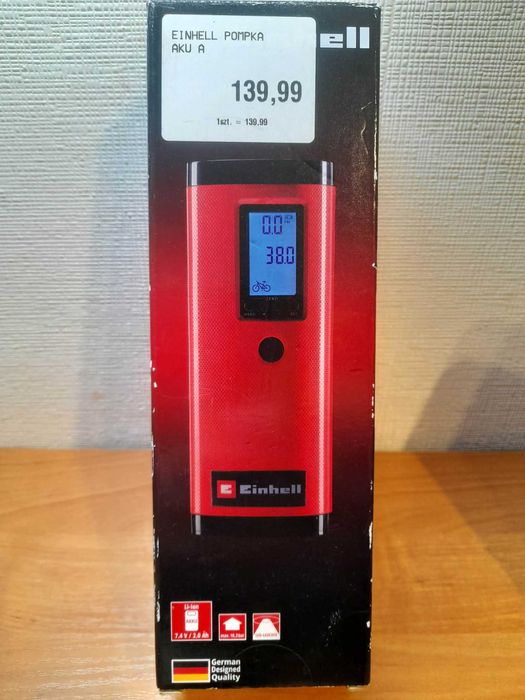 EINHELL POMPKA
AKU A
139,99
1szt. = 139.99
ell
0.0
38.0
Einhell
Li-Ion
AKKU
7,4 V / 2,0 Ah
German
Designed
Quality